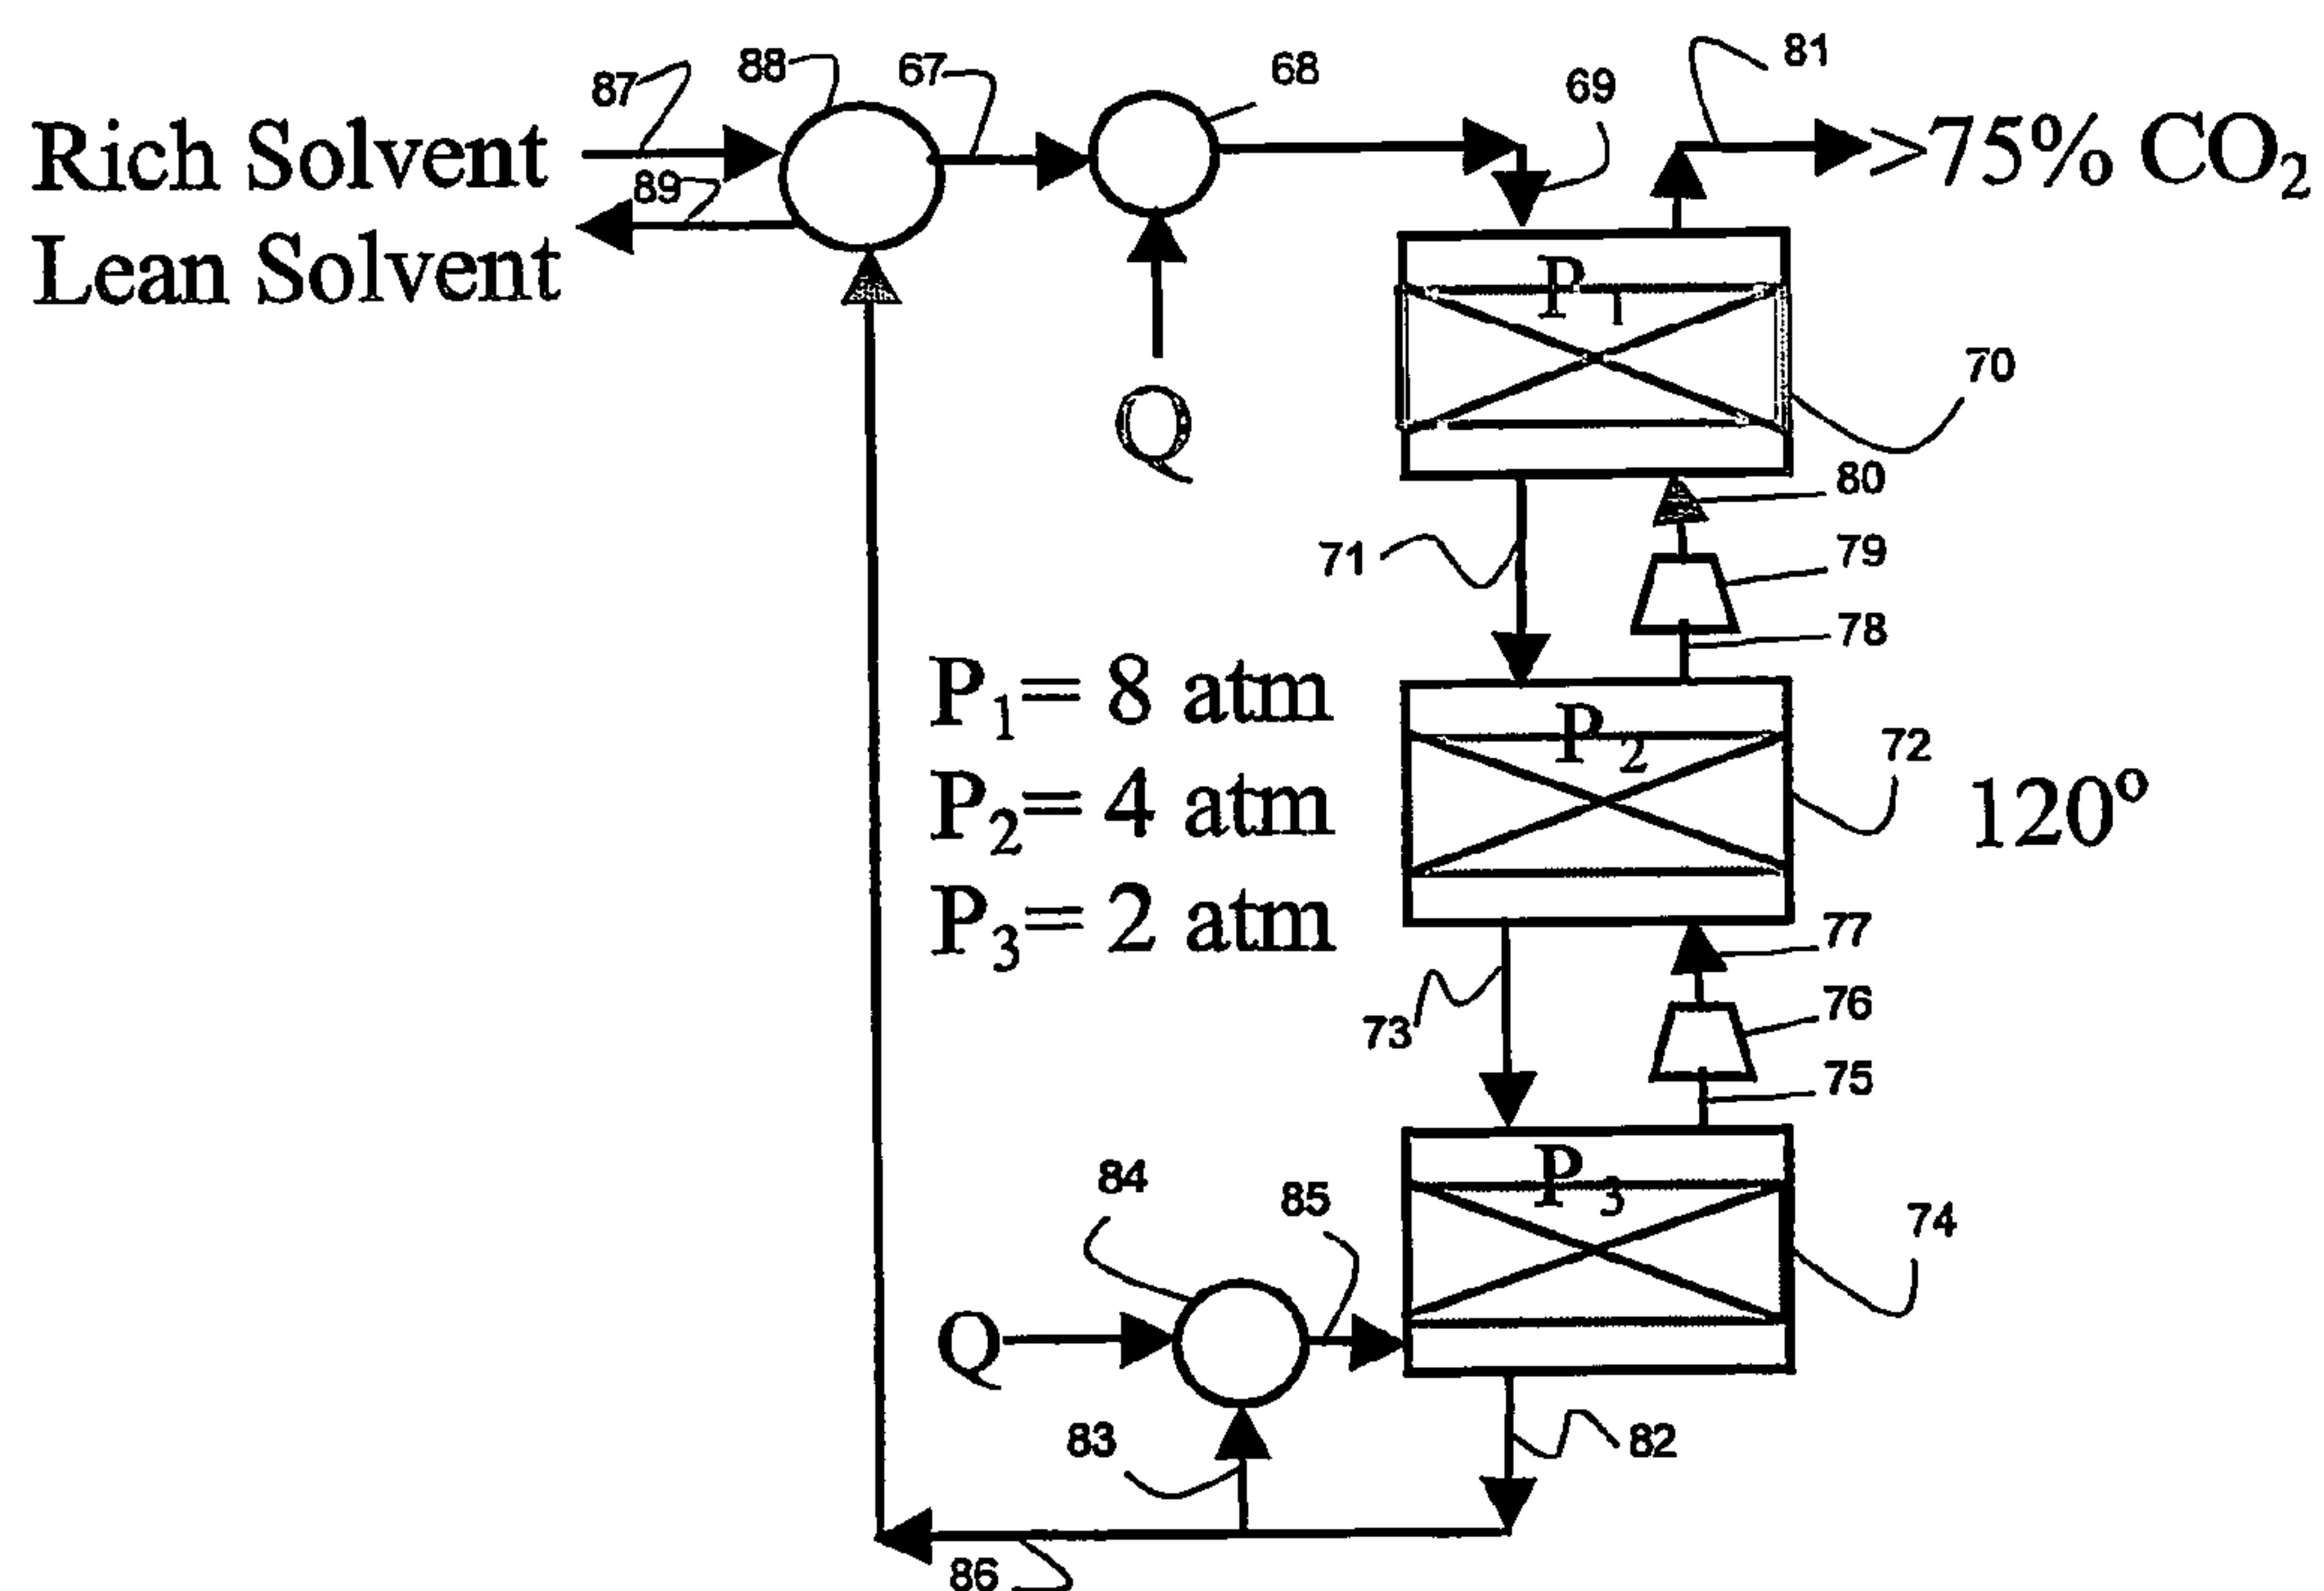 87
88
67
68
69
81
Rich Solvent
>75% CO₂
89
Lean Solvent
P₁
Q
70
80
71
79
78
P₁= 8 atm
P₂
72
P₂= 4 atm
120º
P₃= 2 atm
77
73
76
75
P₃
84
85
74
Q
83
82
86